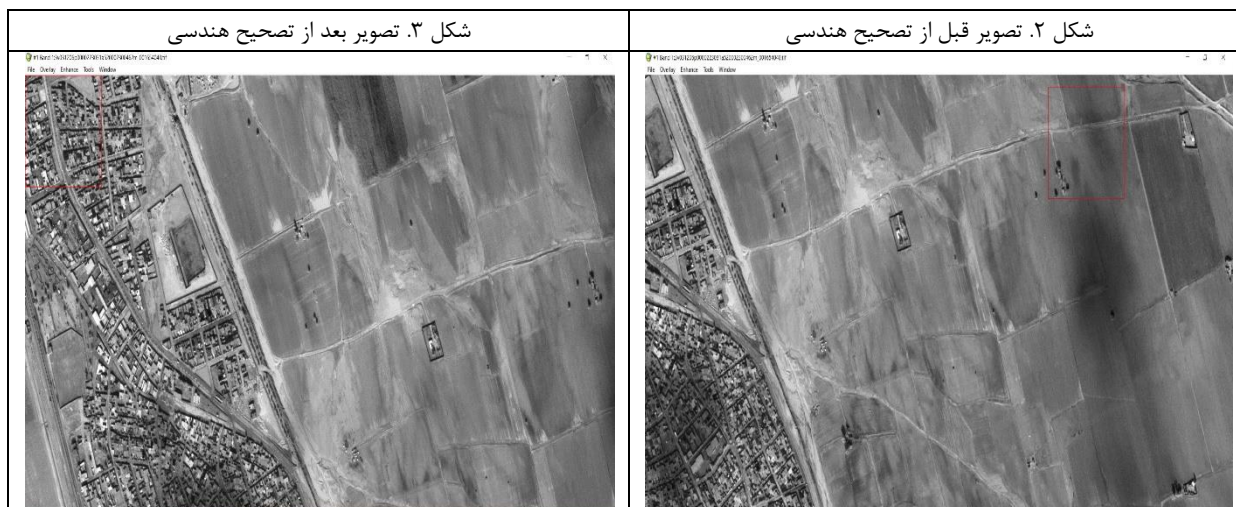 شکل ۲. تصویر قبل از تصحیح هندسی
شکل ۳. تصویر بعد از تصحیح هندسی
File Overlay Enhance Tools Window
File Overlay Enhance Tools Window